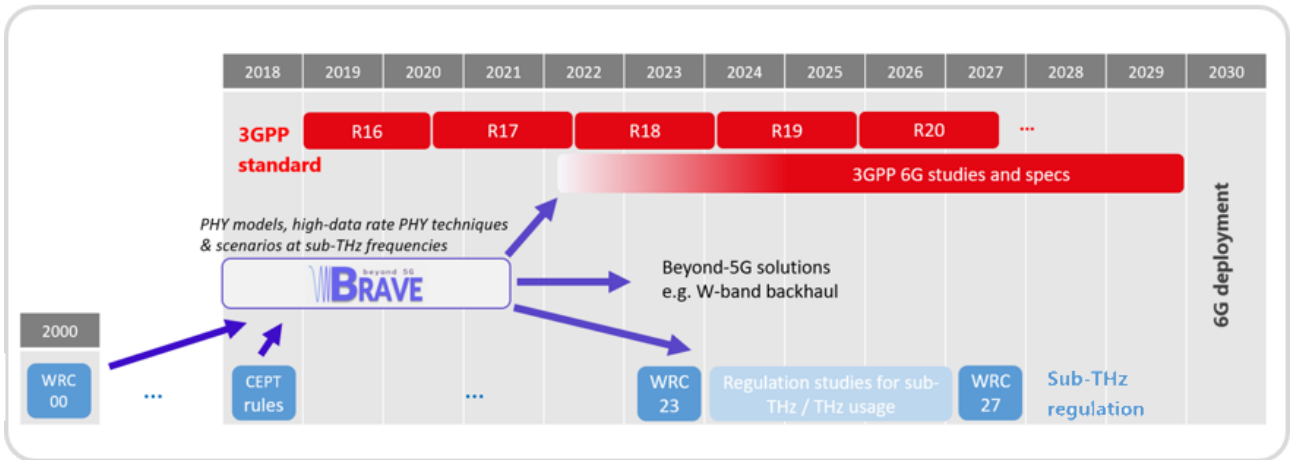 2018 2019 2020 2021 2022 2023 2024 2025 2026 2027 2028 2029 2030
3GPP
standard
R16 R17 R18 R19 R20 ...
3GPP 6G studies and specs
PHY models, high-data rate PHY techniques
& scenarios at sub-THz frequencies
beyond 5G
BRAVE
Beyond-5G solutions
e.g. W-band backhaul
6G deployment
2000
WRC
00
...
CEPT
rules
...
WRC
23
Regulation studies for sub-
THz / THz usage
WRC
27
Sub-THz
regulation